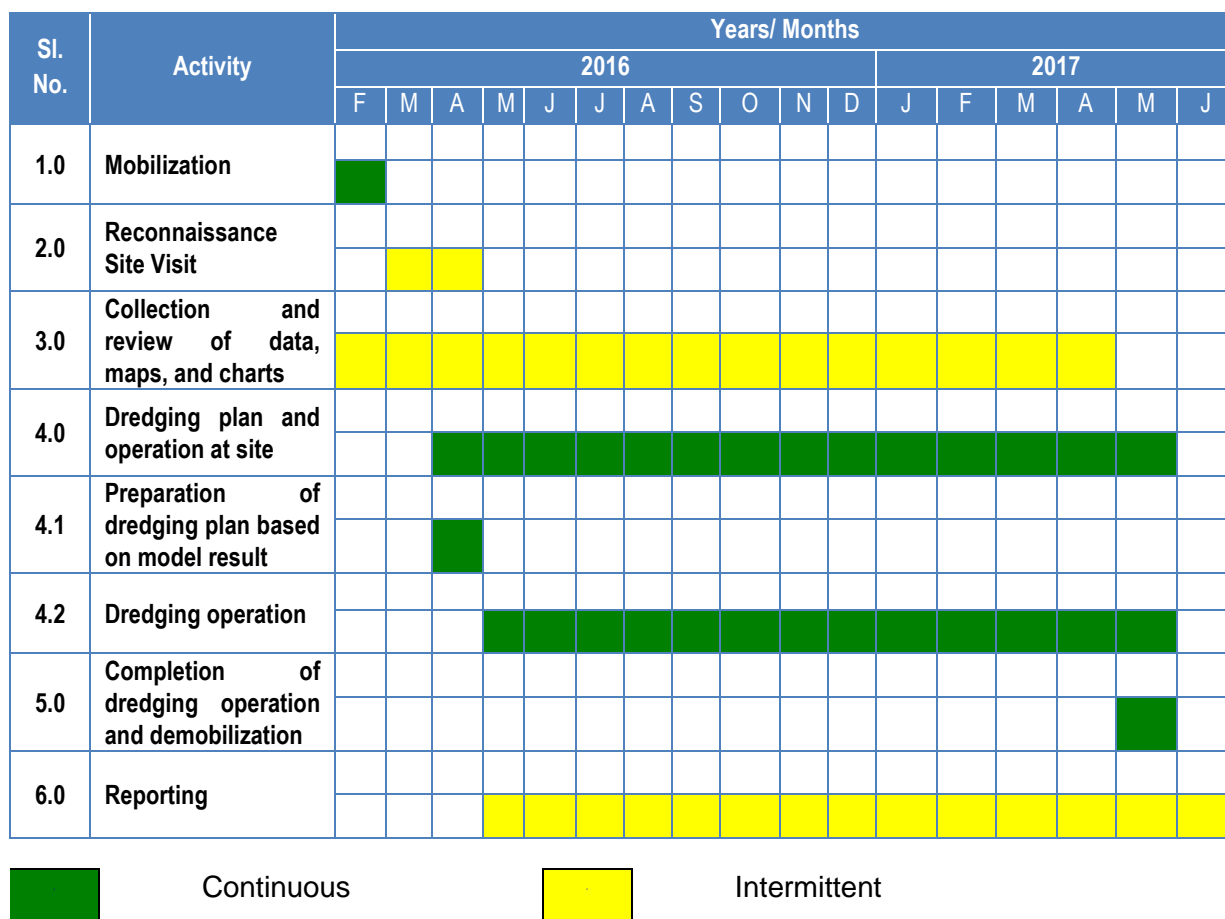 Sl. No.
Activity
Years/ Months
2016
2017
F M A M J J A S O N D J F M A M J
1.0
Mobilization
2.0
Reconnaissance
Site Visit
3.0
Collection and
review of data,
maps, and charts
4.0
Dredging plan and
operation at site
4.1
Preparation of
dredging plan based
on model result
4.2
Dredging operation
5.0
Completion of
dredging operation
and demobilization
6.0
Reporting
Continuous
Intermittent